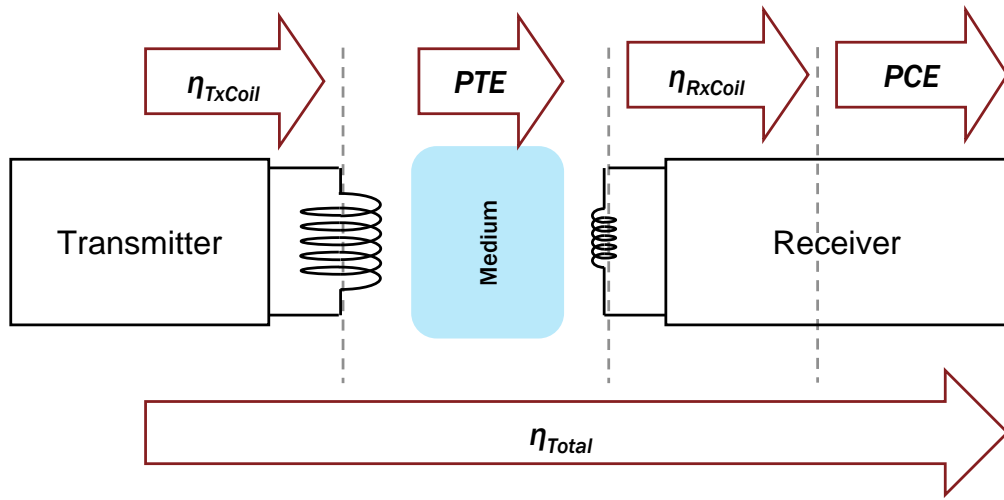 ηTxCoil
PTE
ηRxCoil
PCE
Transmitter
Medium
Receiver
ηTotal